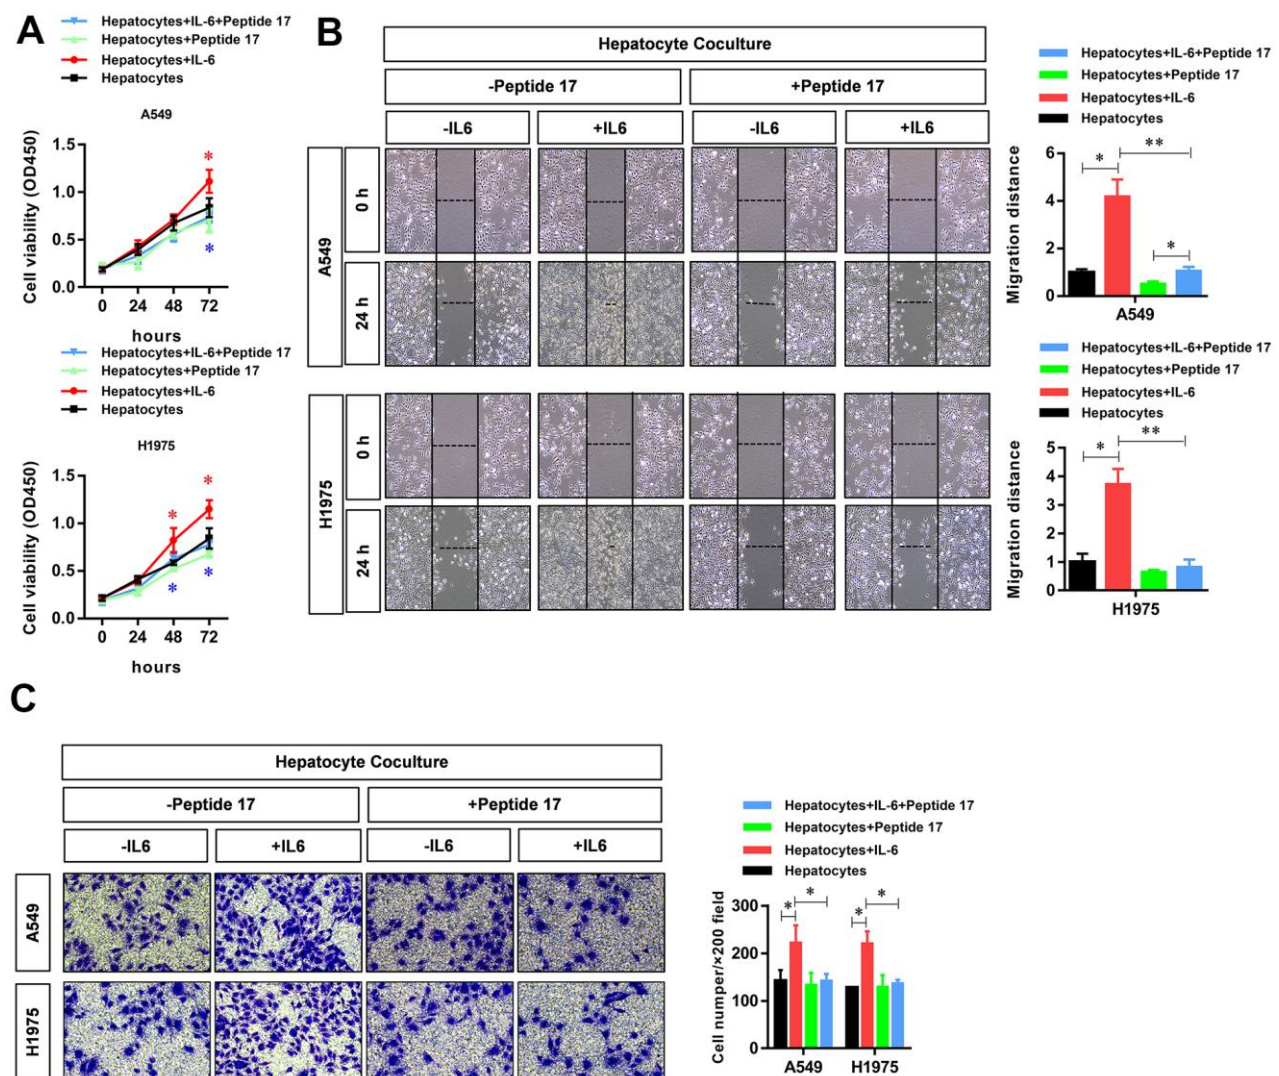 A
Hepatocytes+IL-6+Peptide 17
Hepatocytes+Peptide 17
Hepatocytes+IL-6
Hepatocytes
A549
Cell viability (OD450)
1.5
1.0
0.5
0.0
*
*
0 24 48 72
hours
Hepatocytes+IL-6+Peptide 17
Hepatocytes+Peptide 17
Hepatocytes+IL-6
Hepatocytes
H1975
Cell viability (OD450)
1.5
1.0
0.5
0.0
* *
* *
0 24 48 72
hours
B
Hepatocyte Coculture
-Peptide 17 +Peptide 17
-IL6 +IL6 -IL6 +IL6
A549
0 h
24 h
H1975
0 h
24 h
Hepatocytes+IL-6+Peptide 17
Hepatocytes+Peptide 17
Hepatocytes+IL-6
Hepatocytes
Migration distance
6
4
2
0
* **
*
A549
Hepatocytes+IL-6+Peptide 17
Hepatocytes+Peptide 17
Hepatocytes+IL-6
Hepatocytes
Migration distance
5
4
3
2
1
0
* **
H1975
C
Hepatocyte Coculture
-Peptide 17 +Peptide 17
-IL6 +IL6 -IL6 +IL6
A549
H1975
Hepatocytes+IL-6+Peptide 17
Hepatocytes+Peptide 17
Hepatocytes+IL-6
Hepatocytes
Cell numper/×200 field
300
200
100
0
* * * *
A549 H1975